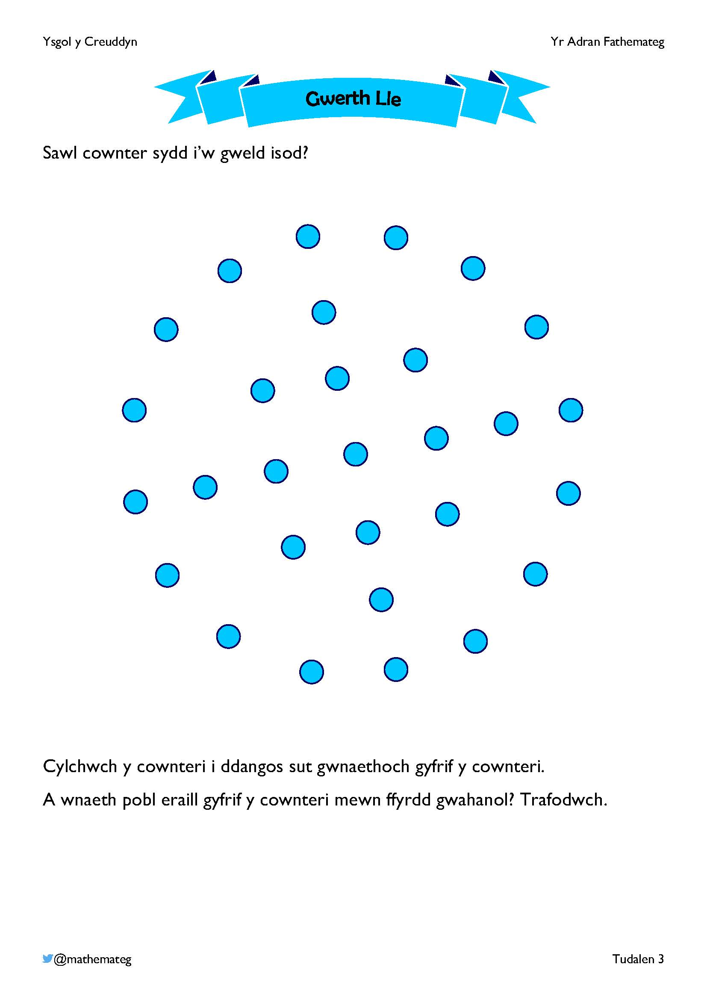 Ysgol y Creuddyn
Yr Adran Fathemateg
Gwerth Lle
Sawl cownter sydd i’w gweld isod?
Cylchwch y cownteri i ddangos sut gwnaethoch gyfrif y cownteri.
A wnaeth pobl eraill gyfrif y cownteri mewn ffyrdd gwahanol? Trafodwch.
@mathemateg
Tudalen 3